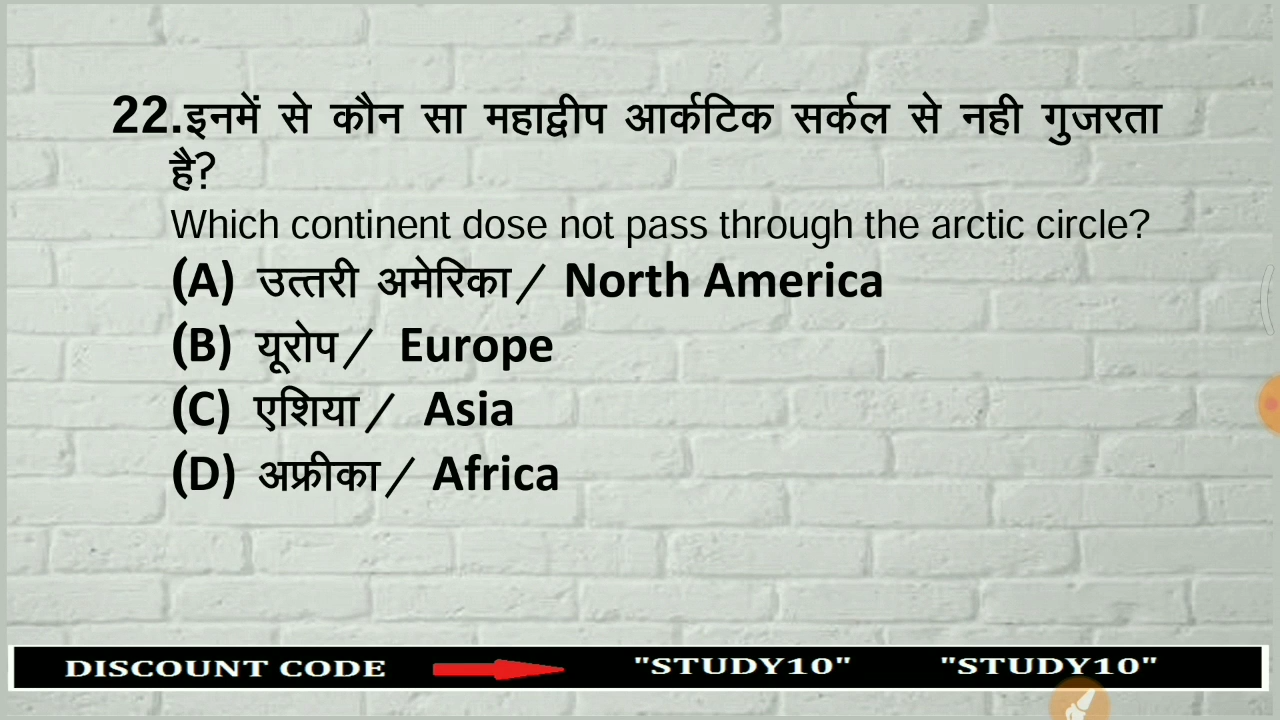 22.इनमें से कौन सा महाद्वीप आर्कटिक सर्कल से नही गुजरता
है?
Which continent dose not pass through the arctic circle?
(A) उत्तरी अमेरिका/ North America
(B) यूरोप/ Europe
(C) एशिया/ Asia
(D) अफ्रीका/ Africa
DISCOUNT CODE "STUDY10" "STUDY10"